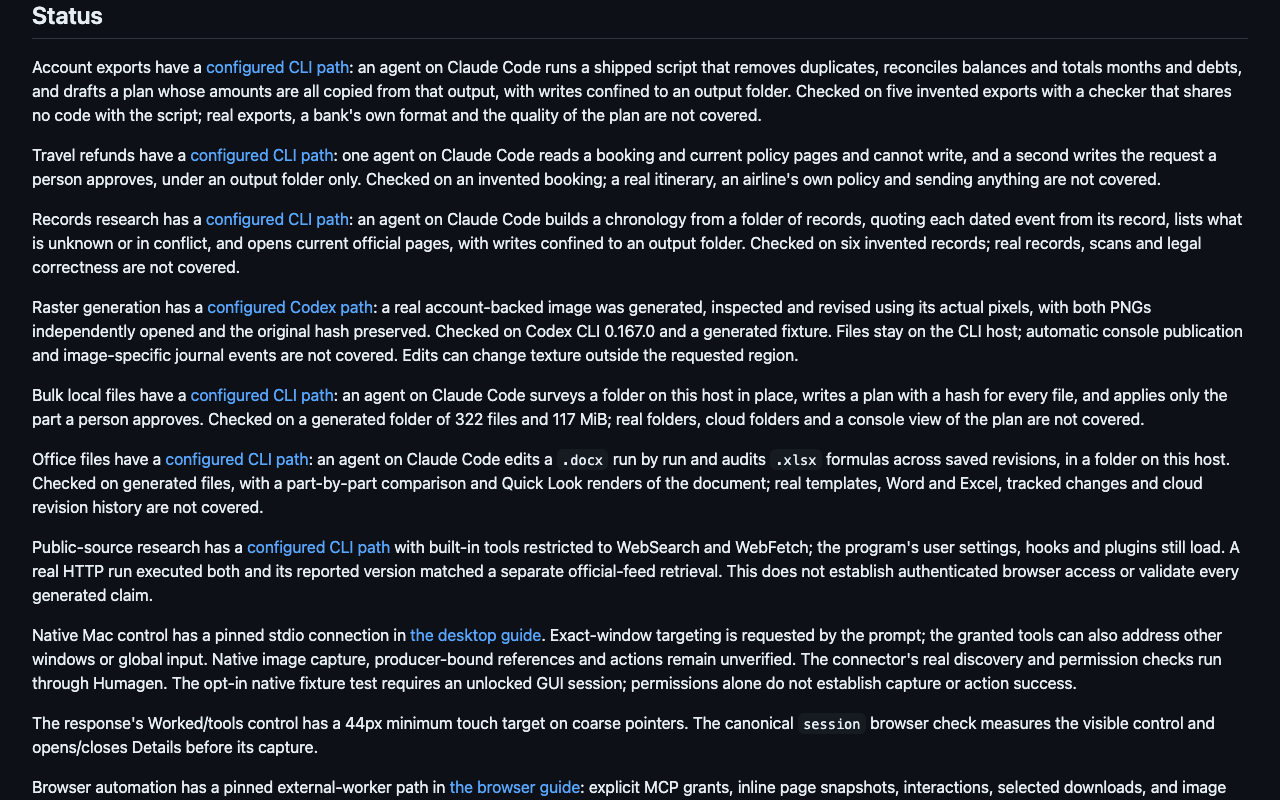 Status
Account exports have a configured CLI path: an agent on Claude Code runs a shipped script that removes duplicates, reconciles balances and totals months and debts,
and drafts a plan whose amounts are all copied from that output, with writes confined to an output folder. Checked on five invented exports with a checker that shares
no code with the script; real exports, a bank's own format and the quality of the plan are not covered.
Travel refunds have a configured CLI path: one agent on Claude Code reads a booking and current policy pages and cannot write, and a second writes the request a
person approves, under an output folder only. Checked on an invented booking; a real itinerary, an airline's own policy and sending anything are not covered.
Records research has a configured CLI path: an agent on Claude Code builds a chronology from a folder of records, quoting each dated event from its record, lists what
is unknown or in conflict, and opens current official pages, with writes confined to an output folder. Checked on six invented records; real records, scans and legal
correctness are not covered.
Raster generation has a configured Codex path: a real account-backed image was generated, inspected and revised using its actual pixels, with both PNGs
independently opened and the original hash preserved. Checked on Codex CLI 0.167.0 and a generated fixture. Files stay on the CLI host; automatic console publication
and image-specific journal events are not covered. Edits can change texture outside the requested region.
Bulk local files have a configured CLI path: an agent on Claude Code surveys a folder on this host in place, writes a plan with a hash for every file, and applies only the
part a person approves. Checked on a generated folder of 322 files and 117 MiB; real folders, cloud folders and a console view of the plan are not covered.
Office files have a configured CLI path: an agent on Claude Code edits a .docx run by run and audits .xlsx formulas across saved revisions, in a folder on this host.
Checked on generated files, with a part-by-part comparison and Quick Look renders of the document; real templates, Word and Excel, tracked changes and cloud
revision history are not covered.
Public-source research has a configured CLI path with built-in tools restricted to WebSearch and WebFetch; the program's user settings, hooks and plugins still load. A
real HTTP run executed both and its reported version matched a separate official-feed retrieval. This does not establish authenticated browser access or validate every
generated claim.
Native Mac control has a pinned stdio connection in the desktop guide. Exact-window targeting is requested by the prompt; the granted tools can also address other
windows or global input. Native image capture, producer-bound references and actions remain unverified. The connector's real discovery and permission checks run
through Humagen. The opt-in native fixture test requires an unlocked GUI session; permissions alone do not establish capture or action success.
The response's Worked/tools control has a 44px minimum touch target on coarse pointers. The canonical session browser check measures the visible control and
opens/closes Details before its capture.
Browser automation has a pinned external-worker path in the browser guide: explicit MCP grants, inline page snapshots, interactions, selected downloads, and image